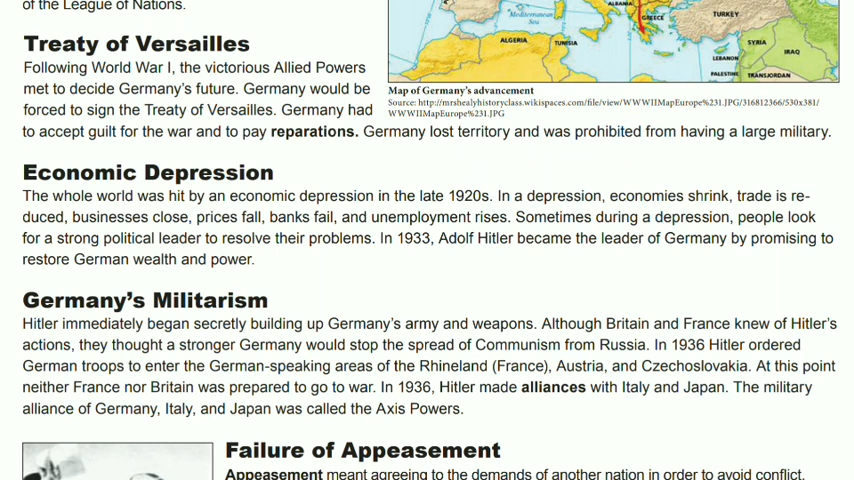 of the League of Nations.
Treaty of Versailles
Following World War I, the victorious Allied Powers
met to decide Germany's future. Germany would be
forced to sign the Treaty of Versailles. Germany had
to accept guilt for the war and to pay reparations. Germany lost territory and was prohibited from having a large military.
ALBANIA
GREECE
TURKEY
Mediterranean
Sea
ALGERIA
TUNISIA
SYRIA
IRAQ
LEBANON
PALESTINE
TRANSJORDAN
Map of Germany's advancement
Source: http://mrshealyhistoryclass.wikispaces.com/file/view/WWWIIMapEurope%231.JPG/316812366/530x381/
WWWIIMapEurope%231.JPG
Economic Depression
The whole world was hit by an economic depression in the late 1920s. In a depression, economies shrink, trade is re-
duced, businesses close, prices fall, banks fail, and unemployment rises. Sometimes during a depression, people look
for a strong political leader to resolve their problems. In 1933, Adolf Hitler became the leader of Germany by promising to
restore German wealth and power.
Germany's Militarism
Hitler immediately began secretly building up Germany's army and weapons. Although Britain and France knew of Hitler's
actions, they thought a stronger Germany would stop the spread of Communism from Russia. In 1936 Hitler ordered
German troops to enter the German-speaking areas of the Rhineland (France), Austria, and Czechoslovakia. At this point
neither France nor Britain was prepared to go to war. In 1936, Hitler made alliances with Italy and Japan. The military
alliance of Germany, Italy, and Japan was called the Axis Powers.
Failure of Appeasement
Appeasement meant agreeing to the demands of another nation in order to avoid conflict.